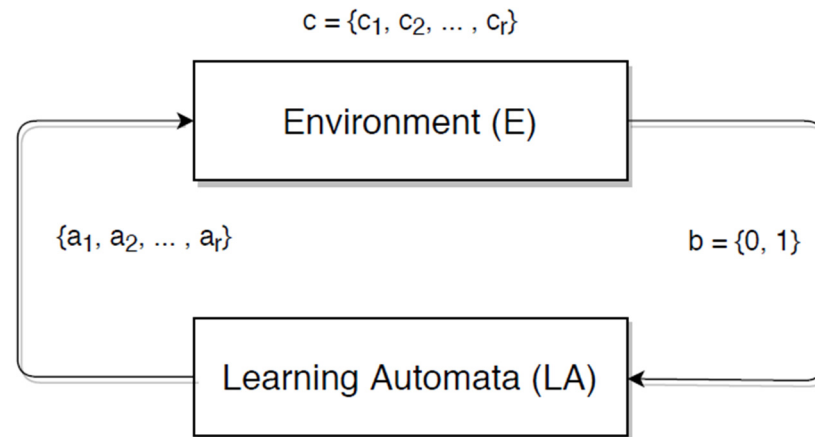 c = {c₁, c₂, ... , cᵣ}
Environment (E)
{a₁, a₂, ... , aᵣ}
b = {0, 1}
Learning Automata (LA)